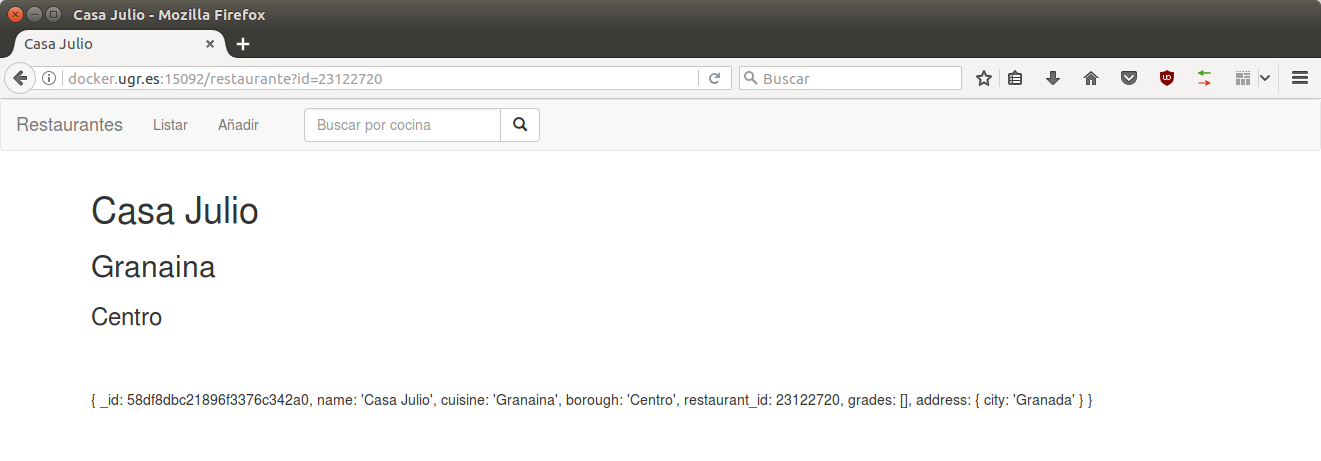 Casa Julio - Mozilla Firefox
Casa Julio
docker.ugr.es:15092/restaurante?id=23122720
Buscar
Restaurantes Listar Añadir Buscar por cocina
Casa Julio
Granaina
Centro
{ _id: 58df8dbc21896f3376c342a0, name: 'Casa Julio', cuisine: 'Granaina', borough: 'Centro', restaurant_id: 23122720, grades: [], address: { city: 'Granada' } }